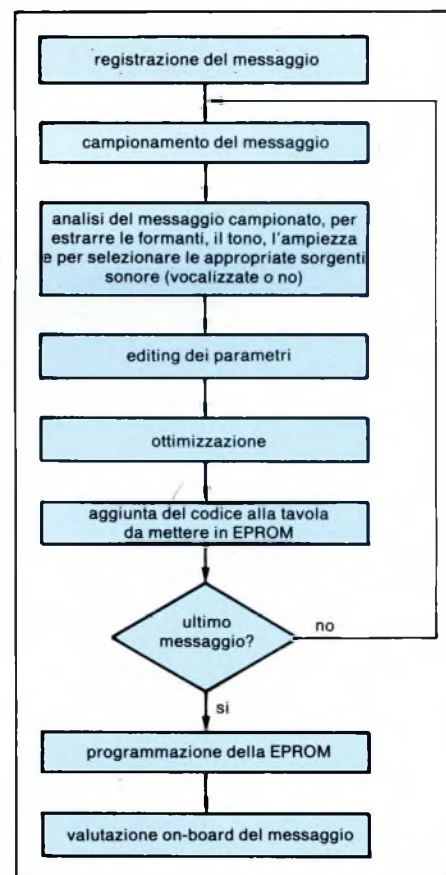 registrazione del messaggio
campionamento del messaggio
analisi del messaggio campionato, per
estrarre le formanti, il tono, l'ampiezza
e per selezionare le appropriate sorgenti
sonore (vocalizzate o no)
editing dei parametri
ottimizzazione
aggiunta del codice alla tavola
da mettere in EPROM
ultimo
messaggio?
no
si
programmazione della EPROM
valutazione on-board del messaggio